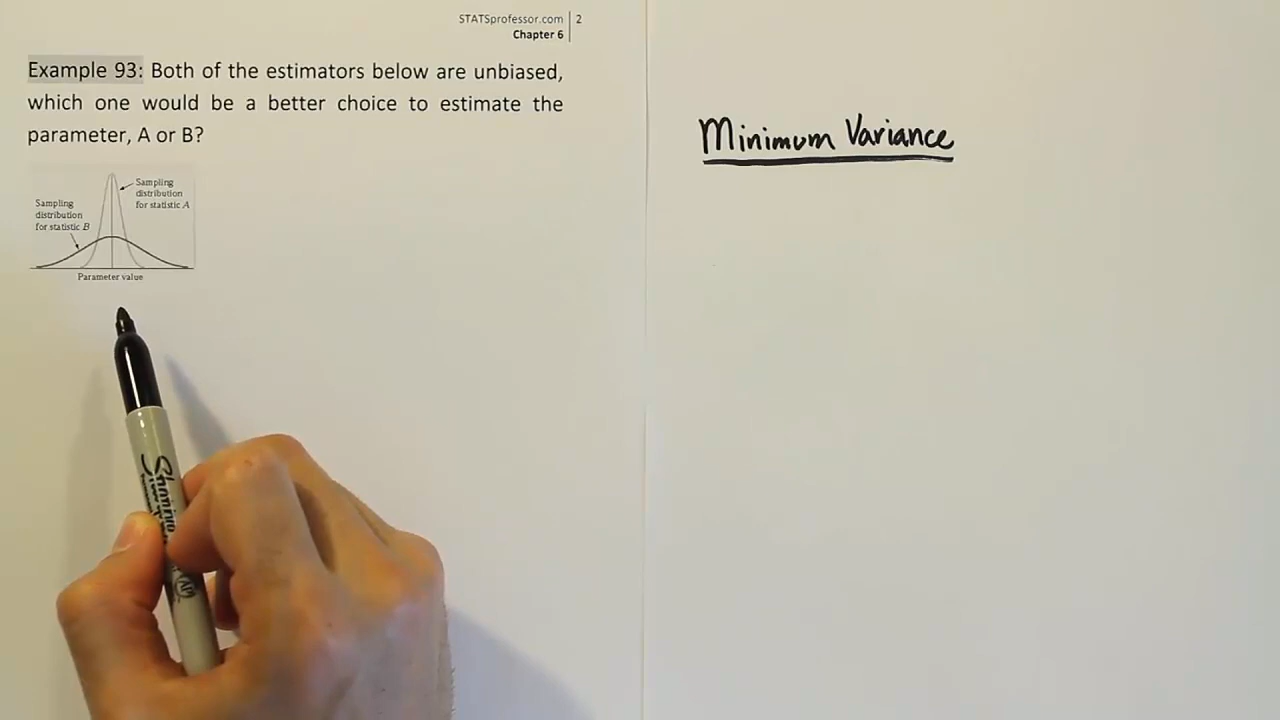 STATSprofessor.com 2
Chapter 6
Example 93: Both of the estimators below are unbiased,
which one would be a better choice to estimate the
parameter, A or B?
Minimum Variance
Sampling
distribution
for statistic A
Sampling
distribution
for statistic B
Parameter value
Sharpie